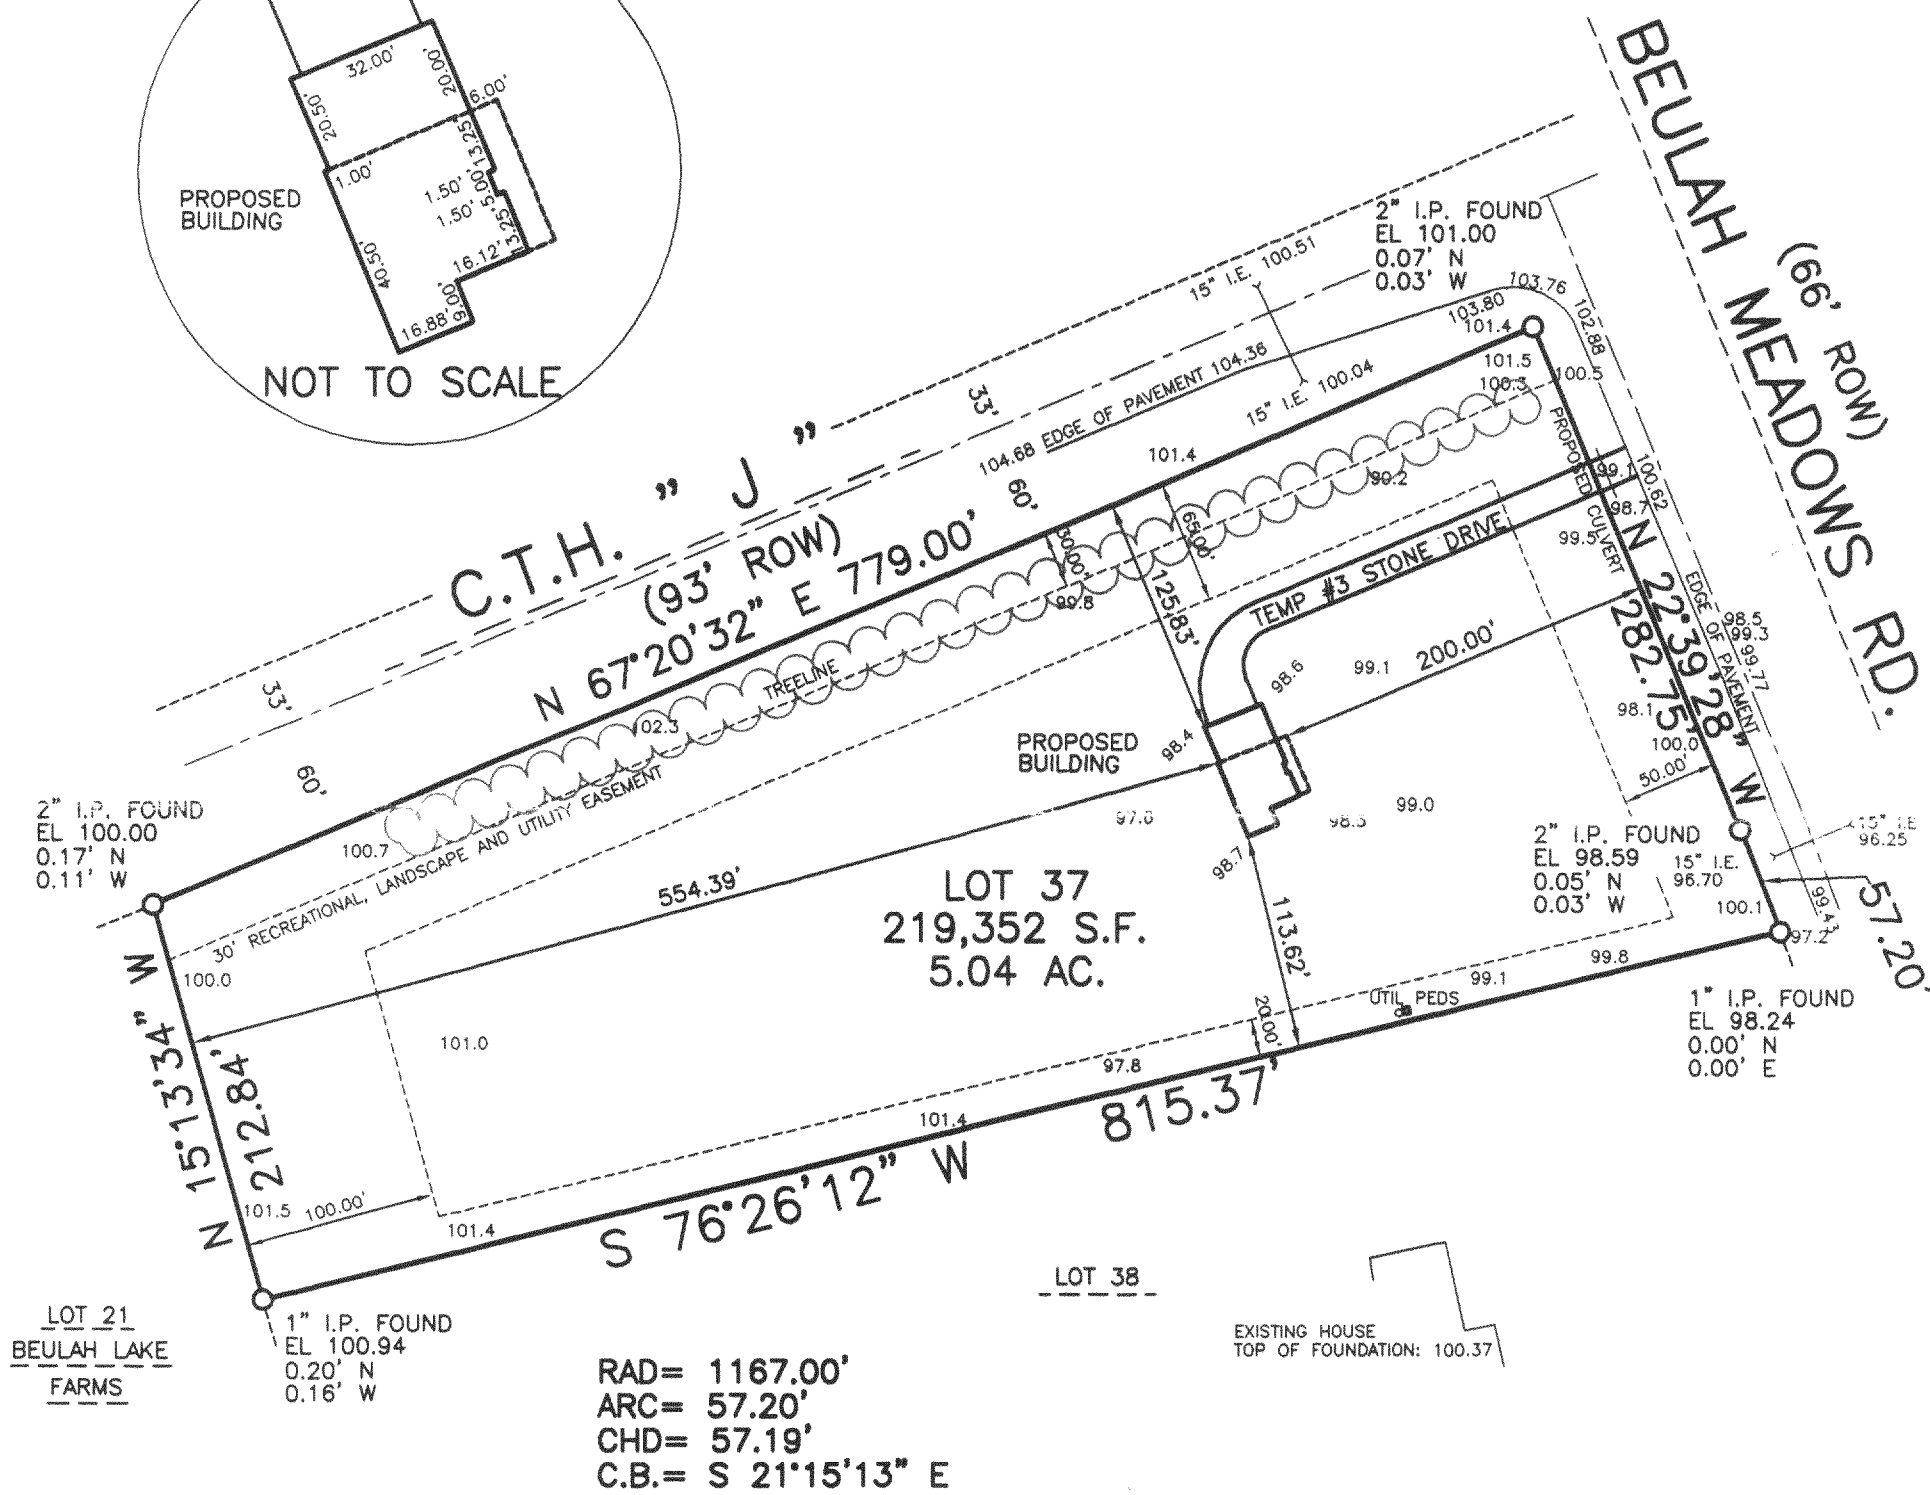 32.00'
20.00'
20.50'
6.00'
1.00'
13.25'
1.50'
5.00'
1.50'
13.25'
40.50'
16.12'
9.00'
16.88'
PROPOSED
BUILDING
NOT TO SCALE
BEULAH MEADOWS RD.
(66' ROW)
2" I.P. FOUND
EL 101.00
0.07' N
0.03' W
15" I.E. 100.51
103.76
103.80
102.88
101.4
101.5
100.3
100.5
33'
104.68 EDGE OF PAVEMENT 104.36
15" I.E. 100.04
C.T.H. " J "
(93' ROW)
N 67°20'32" E 779.00'
60'
101.4
99.2
30.00'
65.00'
99.8
125.83'
TEMP #3 STONE DRIVE
PROPOSED CULVERT
99.1
100.62
98.7
99.5
N 22°39'28" W
282.75'
EDGE OF PAVEMENT
98.5
99.3
99.77
33'
60'
TREELINE
102.3
98.6
99.1
200.00'
98.1
100.0
50.00'
98.4
PROPOSED
BUILDING
2" I.P. FOUND
EL 100.00
0.17' N
0.11' W
100.7
30' RECREATIONAL, LANDSCAPE AND UTILITY EASEMENT
554.39'
99.0
98.7
2" I.P. FOUND
EL 98.59
0.05' N
0.03' W
15" I.E.
96.70
15" I.E
96.25
100.1
99.43
97.2
57.20'
LOT 37
219,352 S.F.
5.04 AC.
113.62'
100.0
N 15°13'34" W
212.84'
101.0
20.00'
UTIL PEDS
99.1
99.8
1" I.P. FOUND
EL 98.24
0.00' N
0.00' E
97.8
101.4
815.37'
S 76°26'12" W
101.5
100.00'
101.4
LOT 21
BEULAH LAKE
FARMS
1" I.P. FOUND
EL 100.94
0.20' N
0.16' W
LOT 38
EXISTING HOUSE
TOP OF FOUNDATION: 100.37
RAD= 1167.00'
ARC= 57.20'
CHD= 57.19'
C.B.= S 21°15'13" E